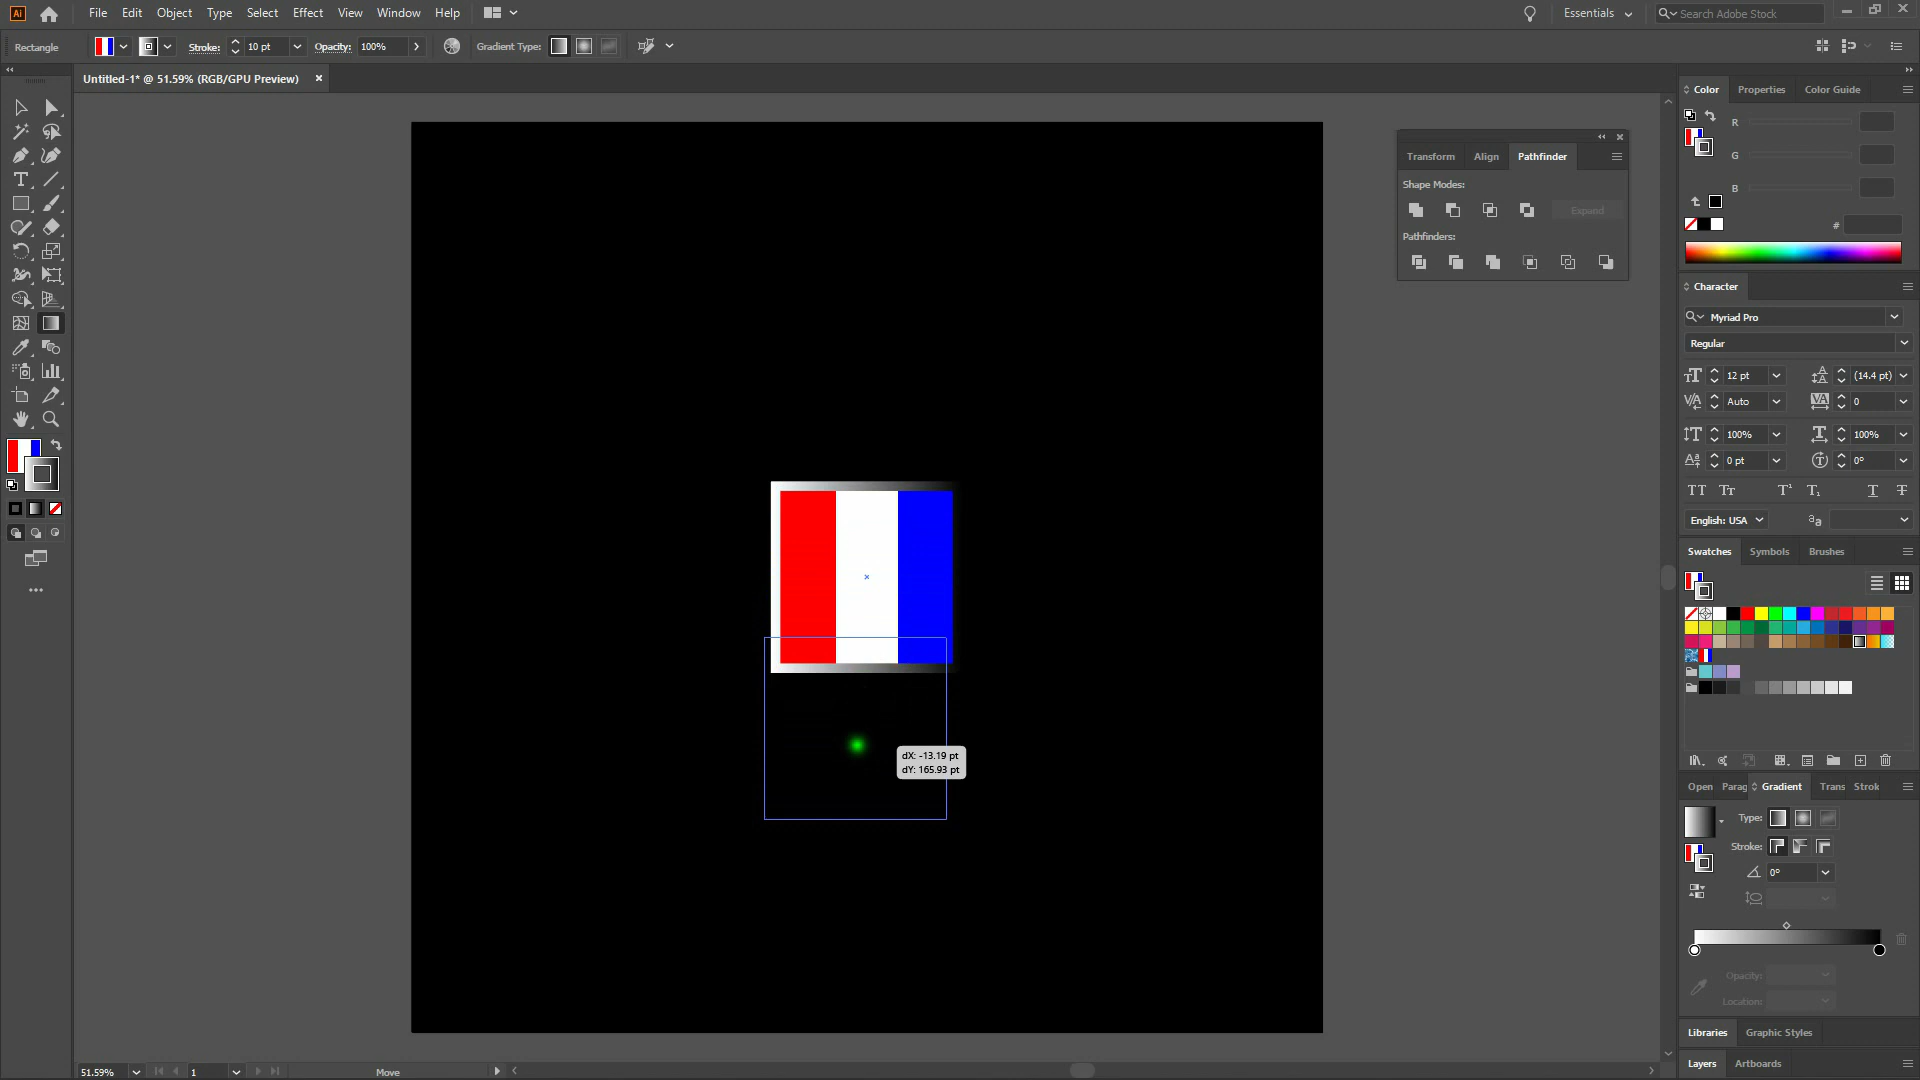 File Edit Object Type Select Effect View Window Help
Essentials
Search Adobe Stock
Rectangle
Stroke: 10 pt
Opacity: 100%
Gradient Type:
Untitled-1* @ 51.59% (RGB/GPU Preview)
Transform Align Pathfinder
Shape Modes:
Expand
Pathfinders:
Color Properties Color Guide
R
G
B
#
Character
Myriad Pro
Regular
12 pt
(14.4 pt)
Auto
0
100%
100%
0 pt
0°
English: USA
Swatches Symbols Brushes
dX: -13.19 pt
dY: 165.93 pt
Open Parag Gradient Trans Strok
Type:
Stroke:
0°
Opacity:
Location:
Libraries Graphic Styles
Layers Artboards
51.59%
1
Move